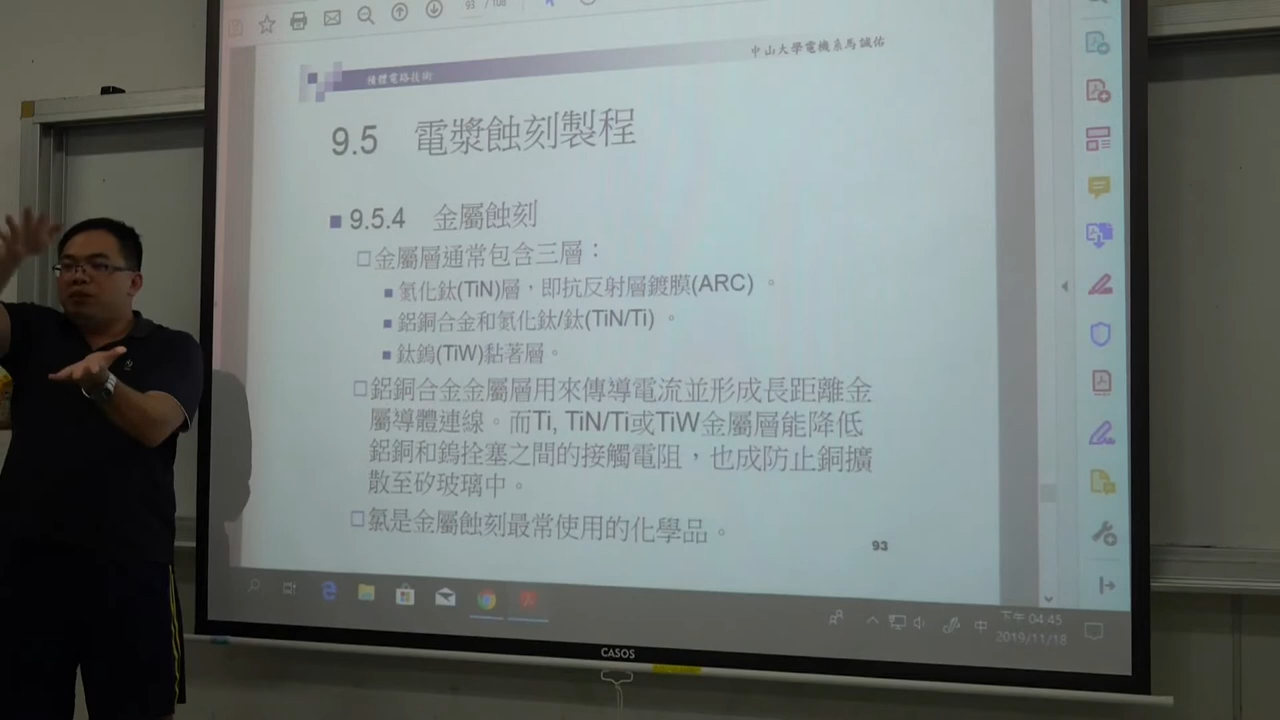 93 / 108
積體電路技術
中山大學電機系馬誠佑
9.5 電漿蝕刻製程
9.5.4 金屬蝕刻
金屬層通常包含三層：
氮化鈦(TiN)層，即抗反射層鍍膜(ARC) 。
鋁銅合金和氮化鈦/鈦(TiN/Ti) 。
鈦鎢(TiW)黏著層。
鋁銅合金金屬層用來傳導電流並形成長距離金
屬導體連線。而Ti, TiN/Ti或TiW金屬層能降低
鋁銅和鎢拴塞之間的接觸電阻，也成防止銅擴
散至矽玻璃中。
氯是金屬蝕刻最常使用的化學品。
93
中
下午 04:45
2019/11/18
CASOS